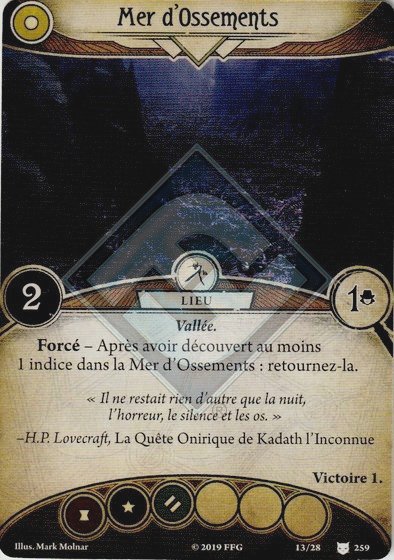 Mer d'Ossements
2
LIEU
1
Vallée.
Forcé – Après avoir découvert au moins
1 indice dans la Mer d'Ossements : retournez-la.
« Il ne restait rien d'autre que la nuit,
l'horreur, le silence et les os. »
–H.P. Lovecraft, La Quête Onirique de Kadath l'Inconnue
Victoire 1.
Illus. Mark Molnar
© 2019 FFG
13/28
259